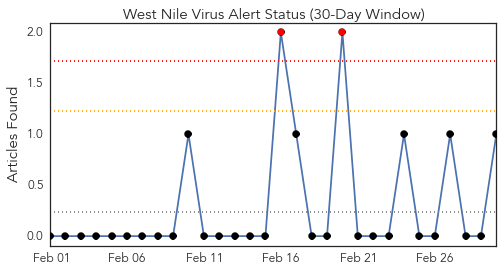 West Nile Virus Alert Status (30-Day Window)
Articles Found
2.0
1.5
1.0
0.5
0.0
Feb 01 Feb 06 Feb 11 Feb 16 Feb 21 Feb 26